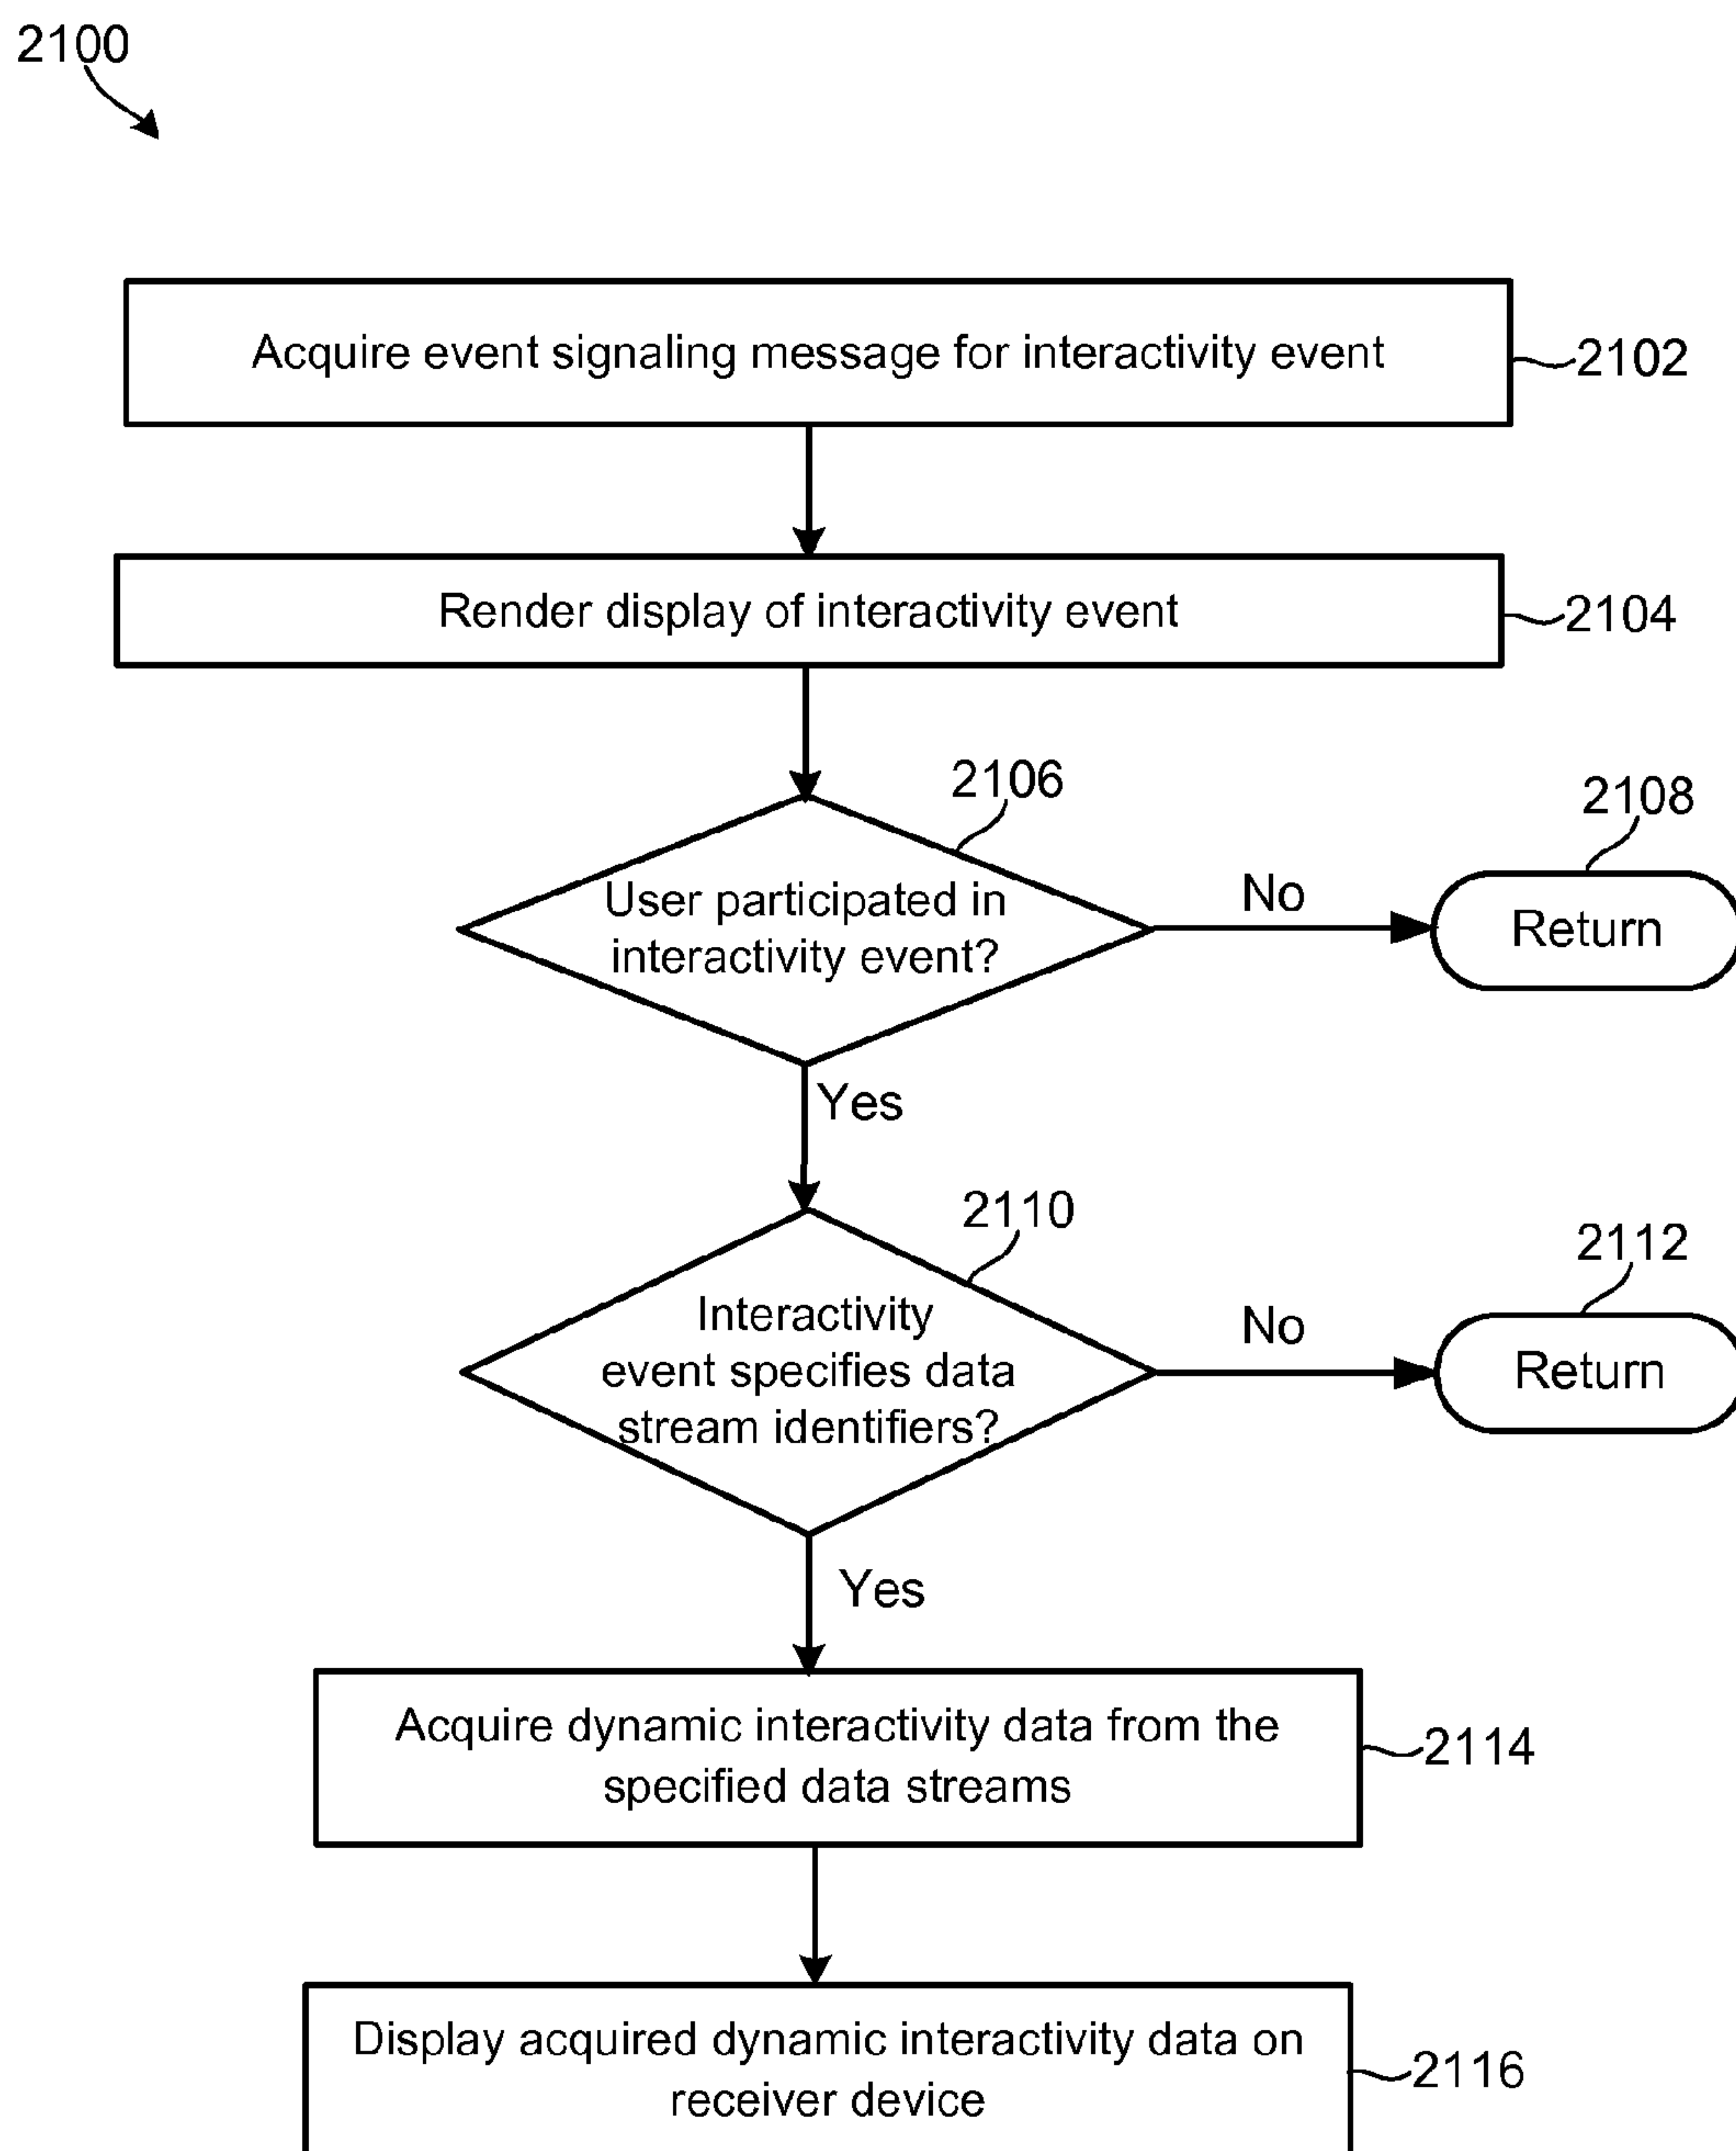 2100
Acquire event signaling message for interactivity event
2102
Render display of interactivity event
2104
2106
User participated in
interactivity event?
No
2108
Return
Yes
2110
Interactivity
event specifies data
stream identifiers?
No
2112
Return
Yes
Acquire dynamic interactivity data from the
specified data streams
2114
Display acquired dynamic interactivity data on
receiver device
2116